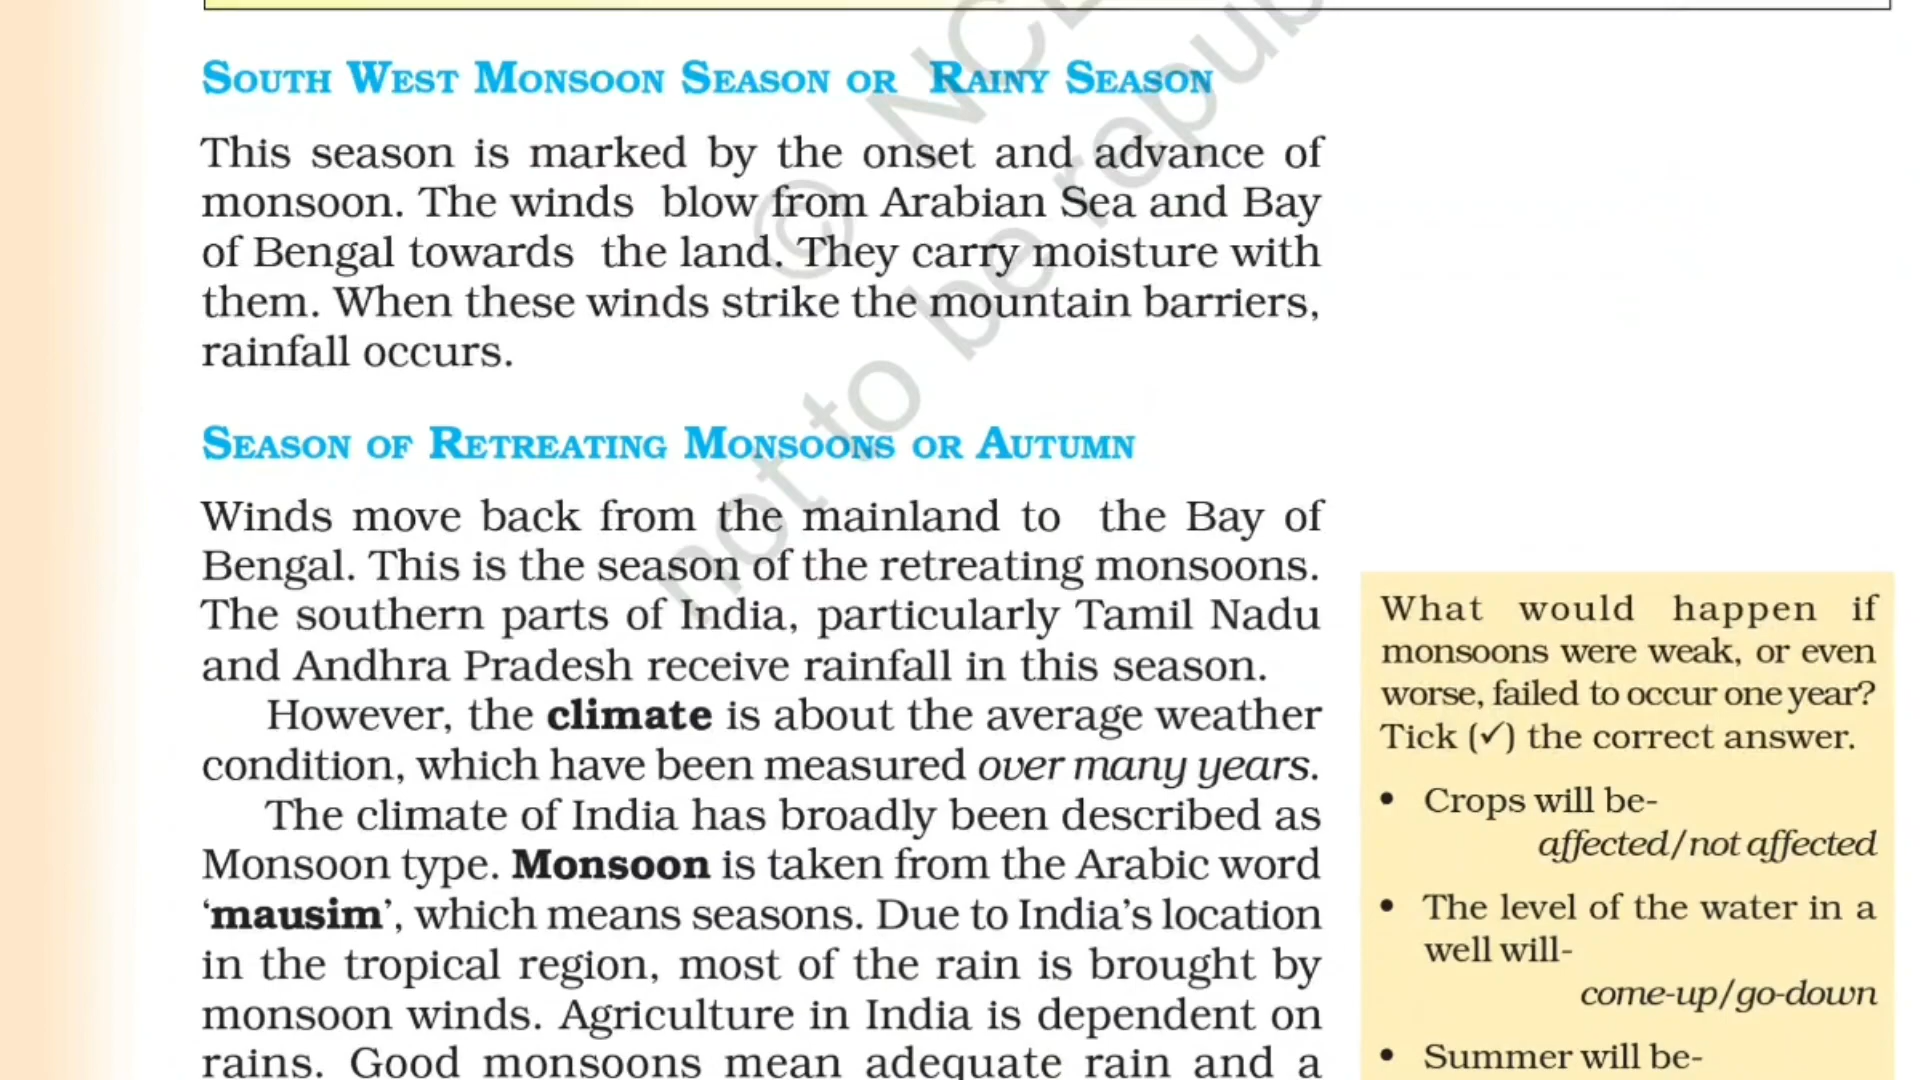 South West Monsoon Season or Rainy Season
This season is marked by the onset and advance of
monsoon. The winds blow from Arabian Sea and Bay
of Bengal towards the land. They carry moisture with
them. When these winds strike the mountain barriers,
rainfall occurs.
Season of Retreating Monsoons or Autumn
Winds move back from the mainland to the Bay of
Bengal. This is the season of the retreating monsoons.
The southern parts of India, particularly Tamil Nadu
and Andhra Pradesh receive rainfall in this season.
However, the climate is about the average weather
condition, which have been measured over many years.
The climate of India has broadly been described as
Monsoon type. Monsoon is taken from the Arabic word
‘mausim’, which means seasons. Due to India’s location
in the tropical region, most of the rain is brought by
monsoon winds. Agriculture in India is dependent on
rains. Good monsoons mean adequate rain and a
What would happen if
monsoons were weak, or even
worse, failed to occur one year?
Tick (✓) the correct answer.
• Crops will be-
affected/not affected
• The level of the water in a
well will-
come-up/go-down
• Summer will be-
© NCE
not to be repub